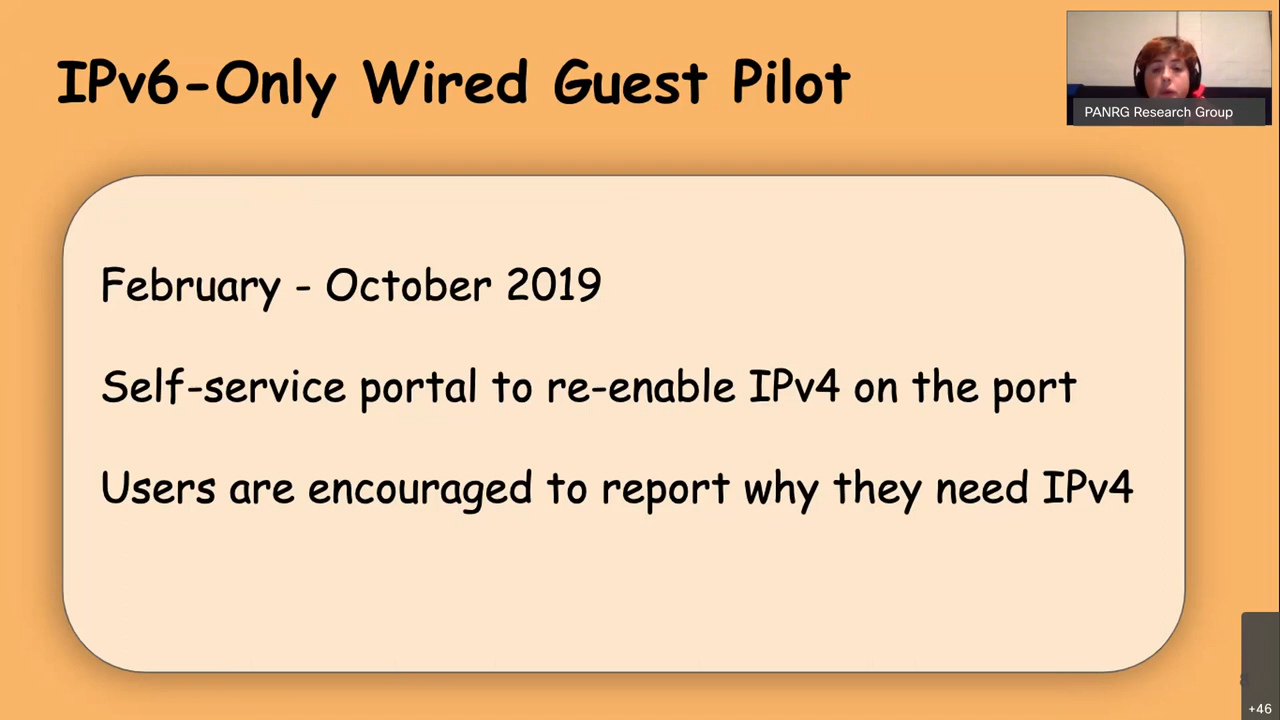 IPv6-Only Wired Guest Pilot
PANRG Research Group
February - October 2019
Self-service portal to re-enable IPv4 on the port
Users are encouraged to report why they need IPv4
+46